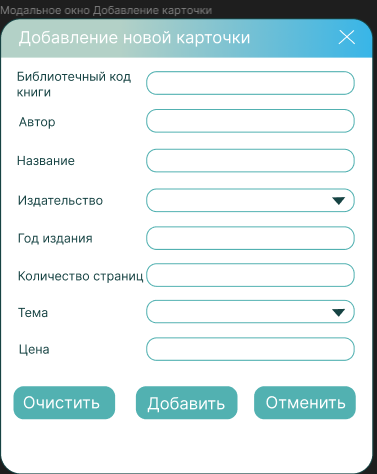 Модальное окно Добавление карточки
Добавление новой карточки
Библиотечный код
книги
Автор
Название
Издательство
Год издания
Количество страниц
Тема
Цена
Очистить
Добавить
Отменить